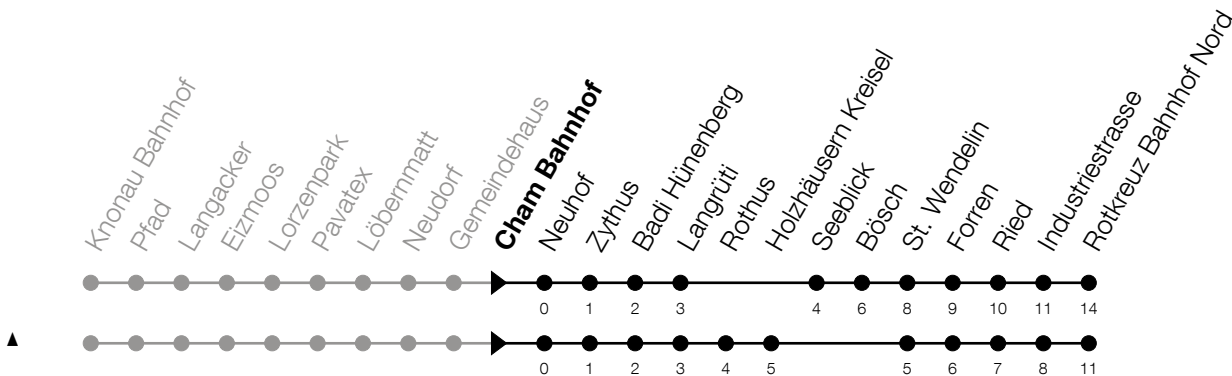 Knonau Bahnhof
Pfad
Langacker
Eizmoos
Lorzenpark
Pavatex
Löbernmatt
Neudorf
Gemeindehaus
Cham Bahnhof
Neuhof
Zythus
Badi Hünenberg
Langrüti
Rothus
Holzhäusern Kreisel
Seeblick
Bösch
St. Wendelin
Forren
Ried
Industriestrasse
Rotkreuz Bahnhof Nord
0 1 2 3 4 6 8 9 10 11 14
0 1 2 3 4 5 5 6 7 8 11